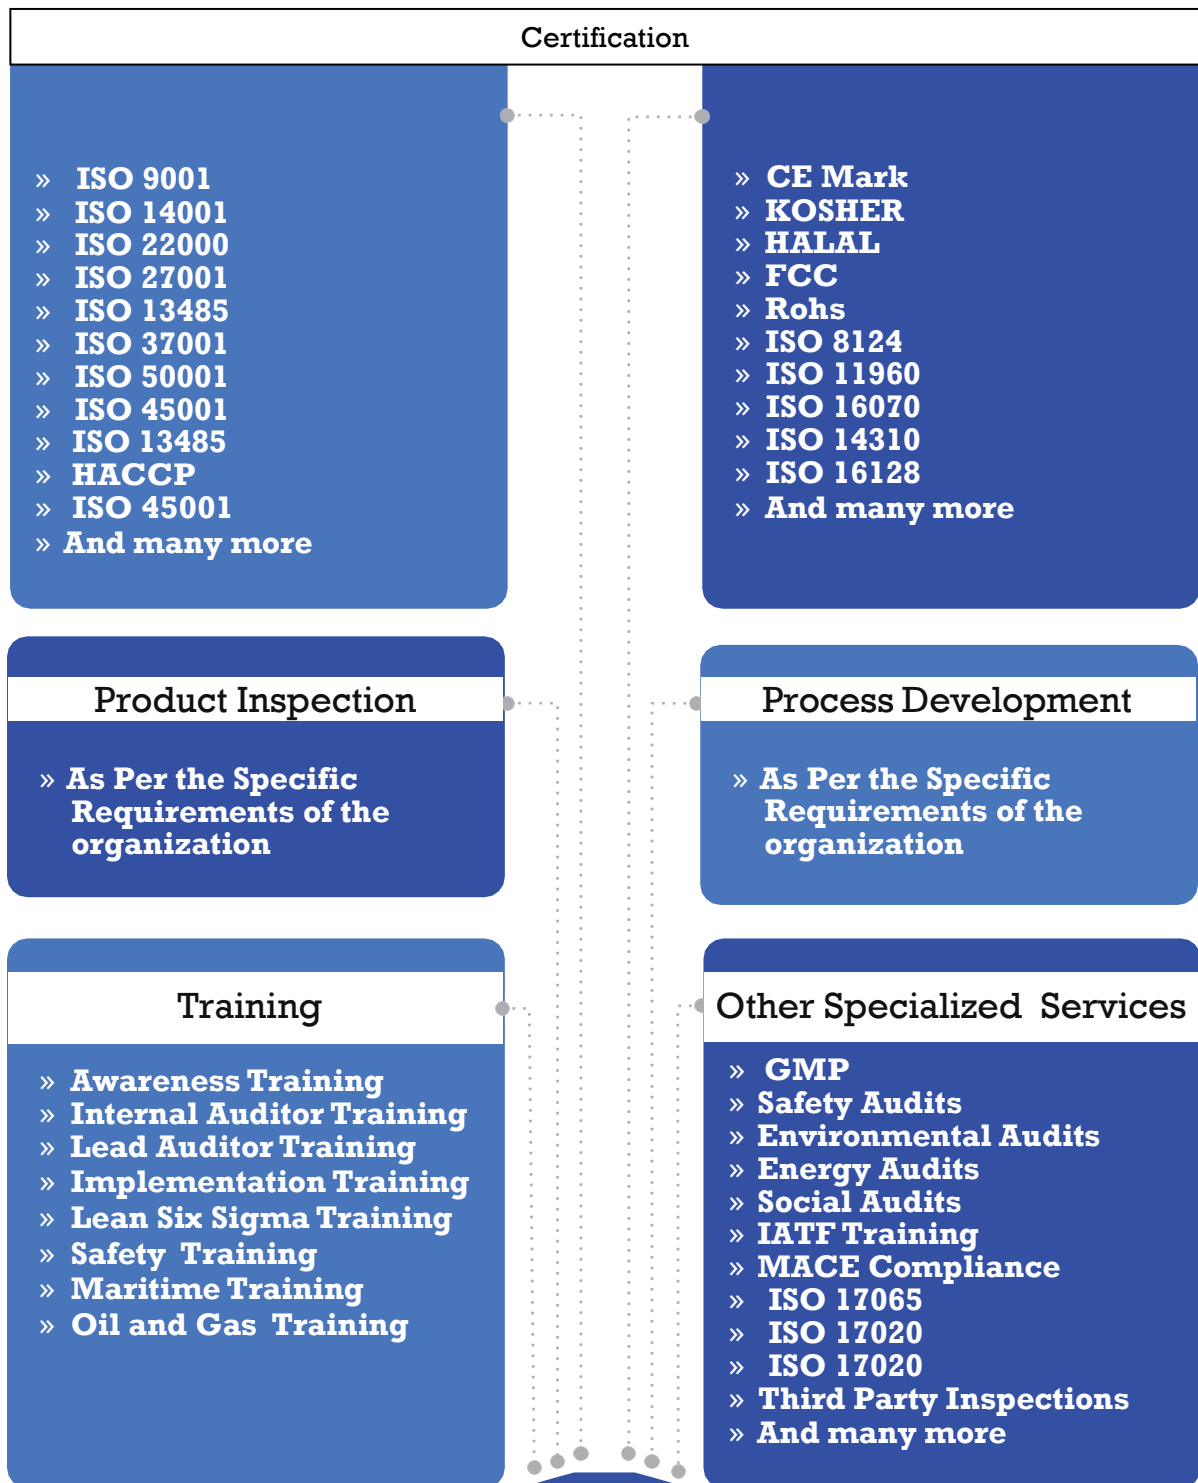 Certification
» ISO 9001
» ISO 14001
» ISO 22000
» ISO 27001
» ISO 13485
» ISO 37001
» ISO 50001
» ISO 45001
» ISO 13485
» HACCP
» ISO 45001
» And many more
» CE Mark
» KOSHER
» HALAL
» FCC
» Rohs
» ISO 8124
» ISO 11960
» ISO 16070
» ISO 14310
» ISO 16128
» And many more
Product Inspection
» As Per the Specific
Requirements of the
organization
Process Development
» As Per the Specific
Requirements of the
organization
Training
» Awareness Training
» Internal Auditor Training
» Lead Auditor Training
» Implementation Training
» Lean Six Sigma Training
» Safety Training
» Maritime Training
» Oil and Gas Training
Other Specialized Services
» GMP
» Safety Audits
» Environmental Audits
» Energy Audits
» Social Audits
» IATF Training
» MACE Compliance
» ISO 17065
» ISO 17020
» ISO 17020
» Third Party Inspections
» And many more